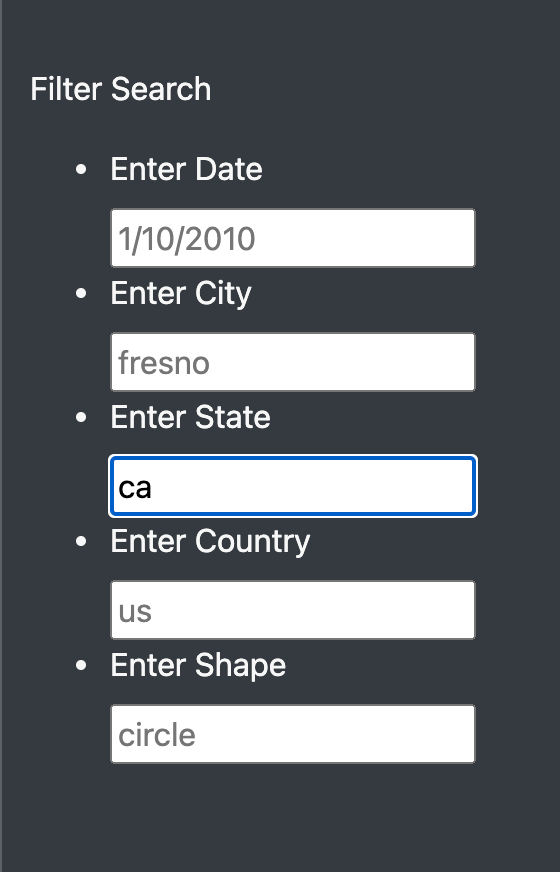 Filter Search
Enter Date
1/10/2010
Enter City
fresno
Enter State
ca
Enter Country
us
Enter Shape
circle